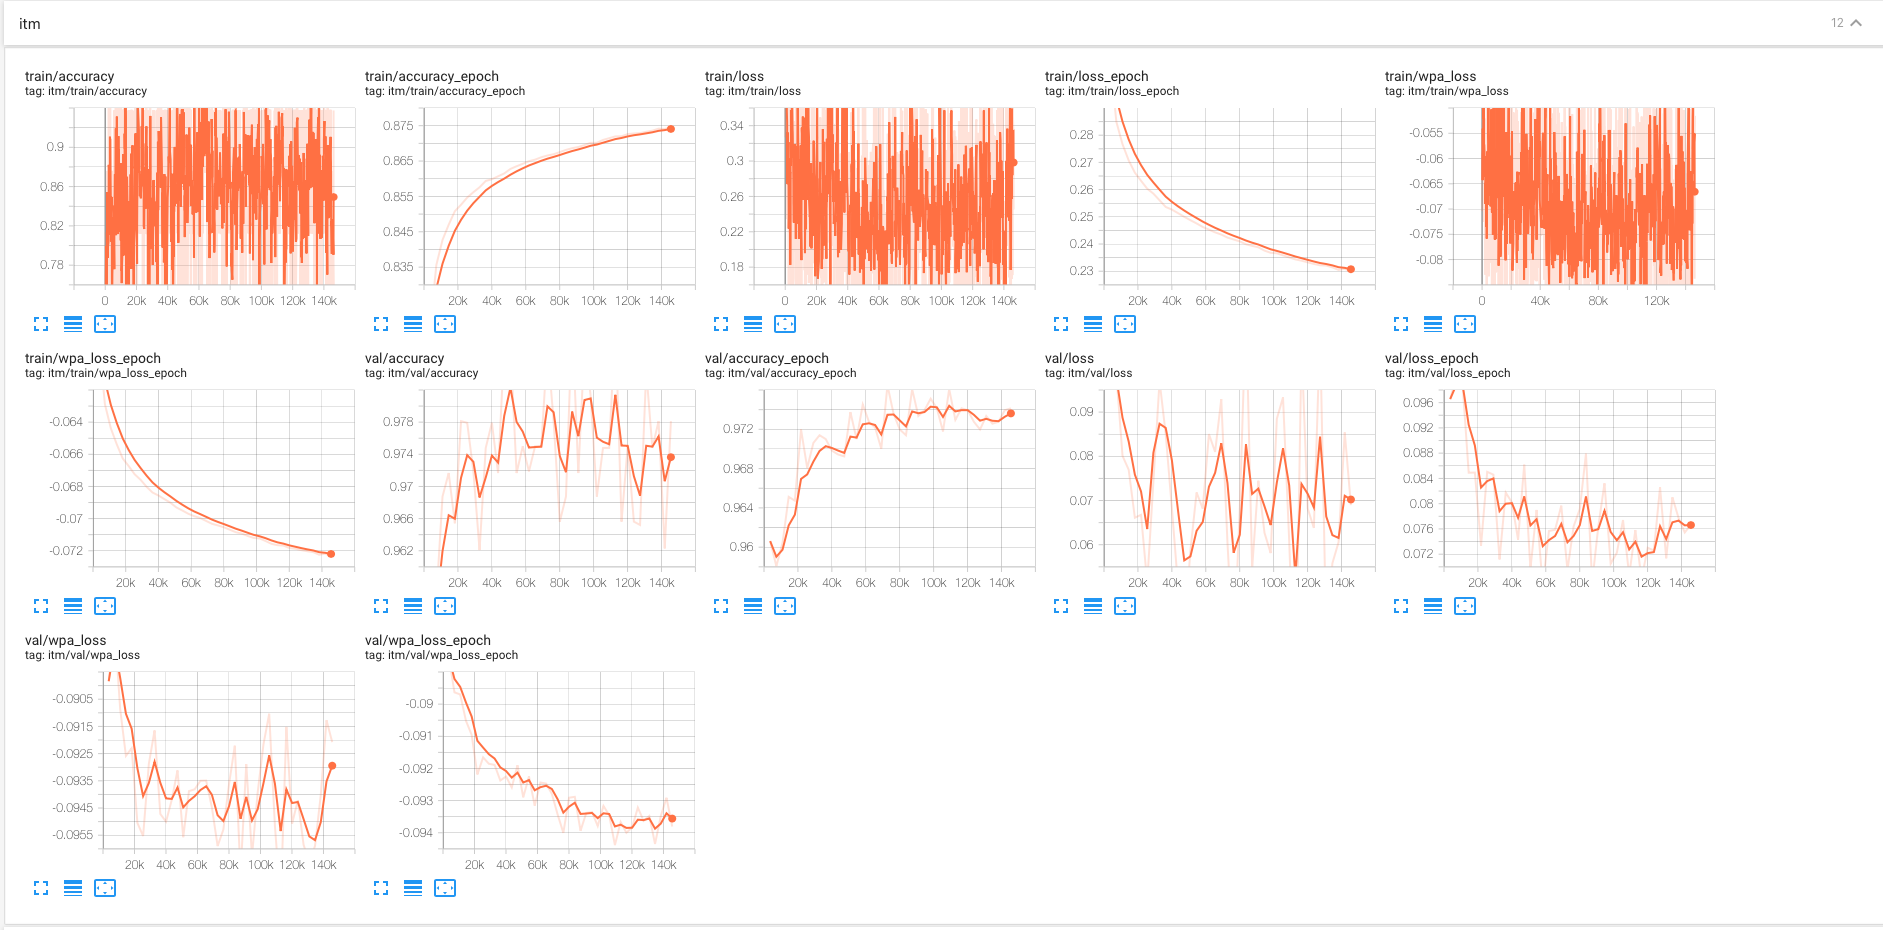 itm
12
train/accuracy
tag: itm/train/accuracy
0.9
0.86
0.82
0.78
0 20k 40k 60k 80k 100k 120k 140k
train/accuracy_epoch
tag: itm/train/accuracy_epoch
0.875
0.865
0.855
0.845
0.835
20k 40k 60k 80k 100k 120k 140k
train/loss
tag: itm/train/loss
0.34
0.3
0.26
0.22
0.18
0 20k 40k 60k 80k 100k 120k 140k
train/loss_epoch
tag: itm/train/loss_epoch
0.28
0.27
0.26
0.25
0.24
0.23
20k 40k 60k 80k 100k 120k 140k
train/wpa_loss
tag: itm/train/wpa_loss
-0.055
-0.06
-0.065
-0.07
-0.075
-0.08
0 40k 80k 120k
train/wpa_loss_epoch
tag: itm/train/wpa_loss_epoch
-0.064
-0.066
-0.068
-0.07
-0.072
20k 40k 60k 80k 100k 120k 140k
val/accuracy
tag: itm/val/accuracy
0.978
0.974
0.97
0.966
0.962
20k 40k 60k 80k 100k 120k 140k
val/accuracy_epoch
tag: itm/val/accuracy_epoch
0.972
0.968
0.964
0.96
20k 40k 60k 80k 100k 120k 140k
val/loss
tag: itm/val/loss
0.09
0.08
0.07
0.06
20k 40k 60k 80k 100k 120k 140k
val/loss_epoch
tag: itm/val/loss_epoch
0.096
0.092
0.088
0.084
0.08
0.076
0.072
20k 40k 60k 80k 100k 120k 140k
val/wpa_loss
tag: itm/val/wpa_loss
-0.0905
-0.0915
-0.0925
-0.0935
-0.0945
-0.0955
20k 40k 60k 80k 100k 120k 140k
val/wpa_loss_epoch
tag: itm/val/wpa_loss_epoch
-0.09
-0.091
-0.092
-0.093
-0.094
20k 40k 60k 80k 100k 120k 140k